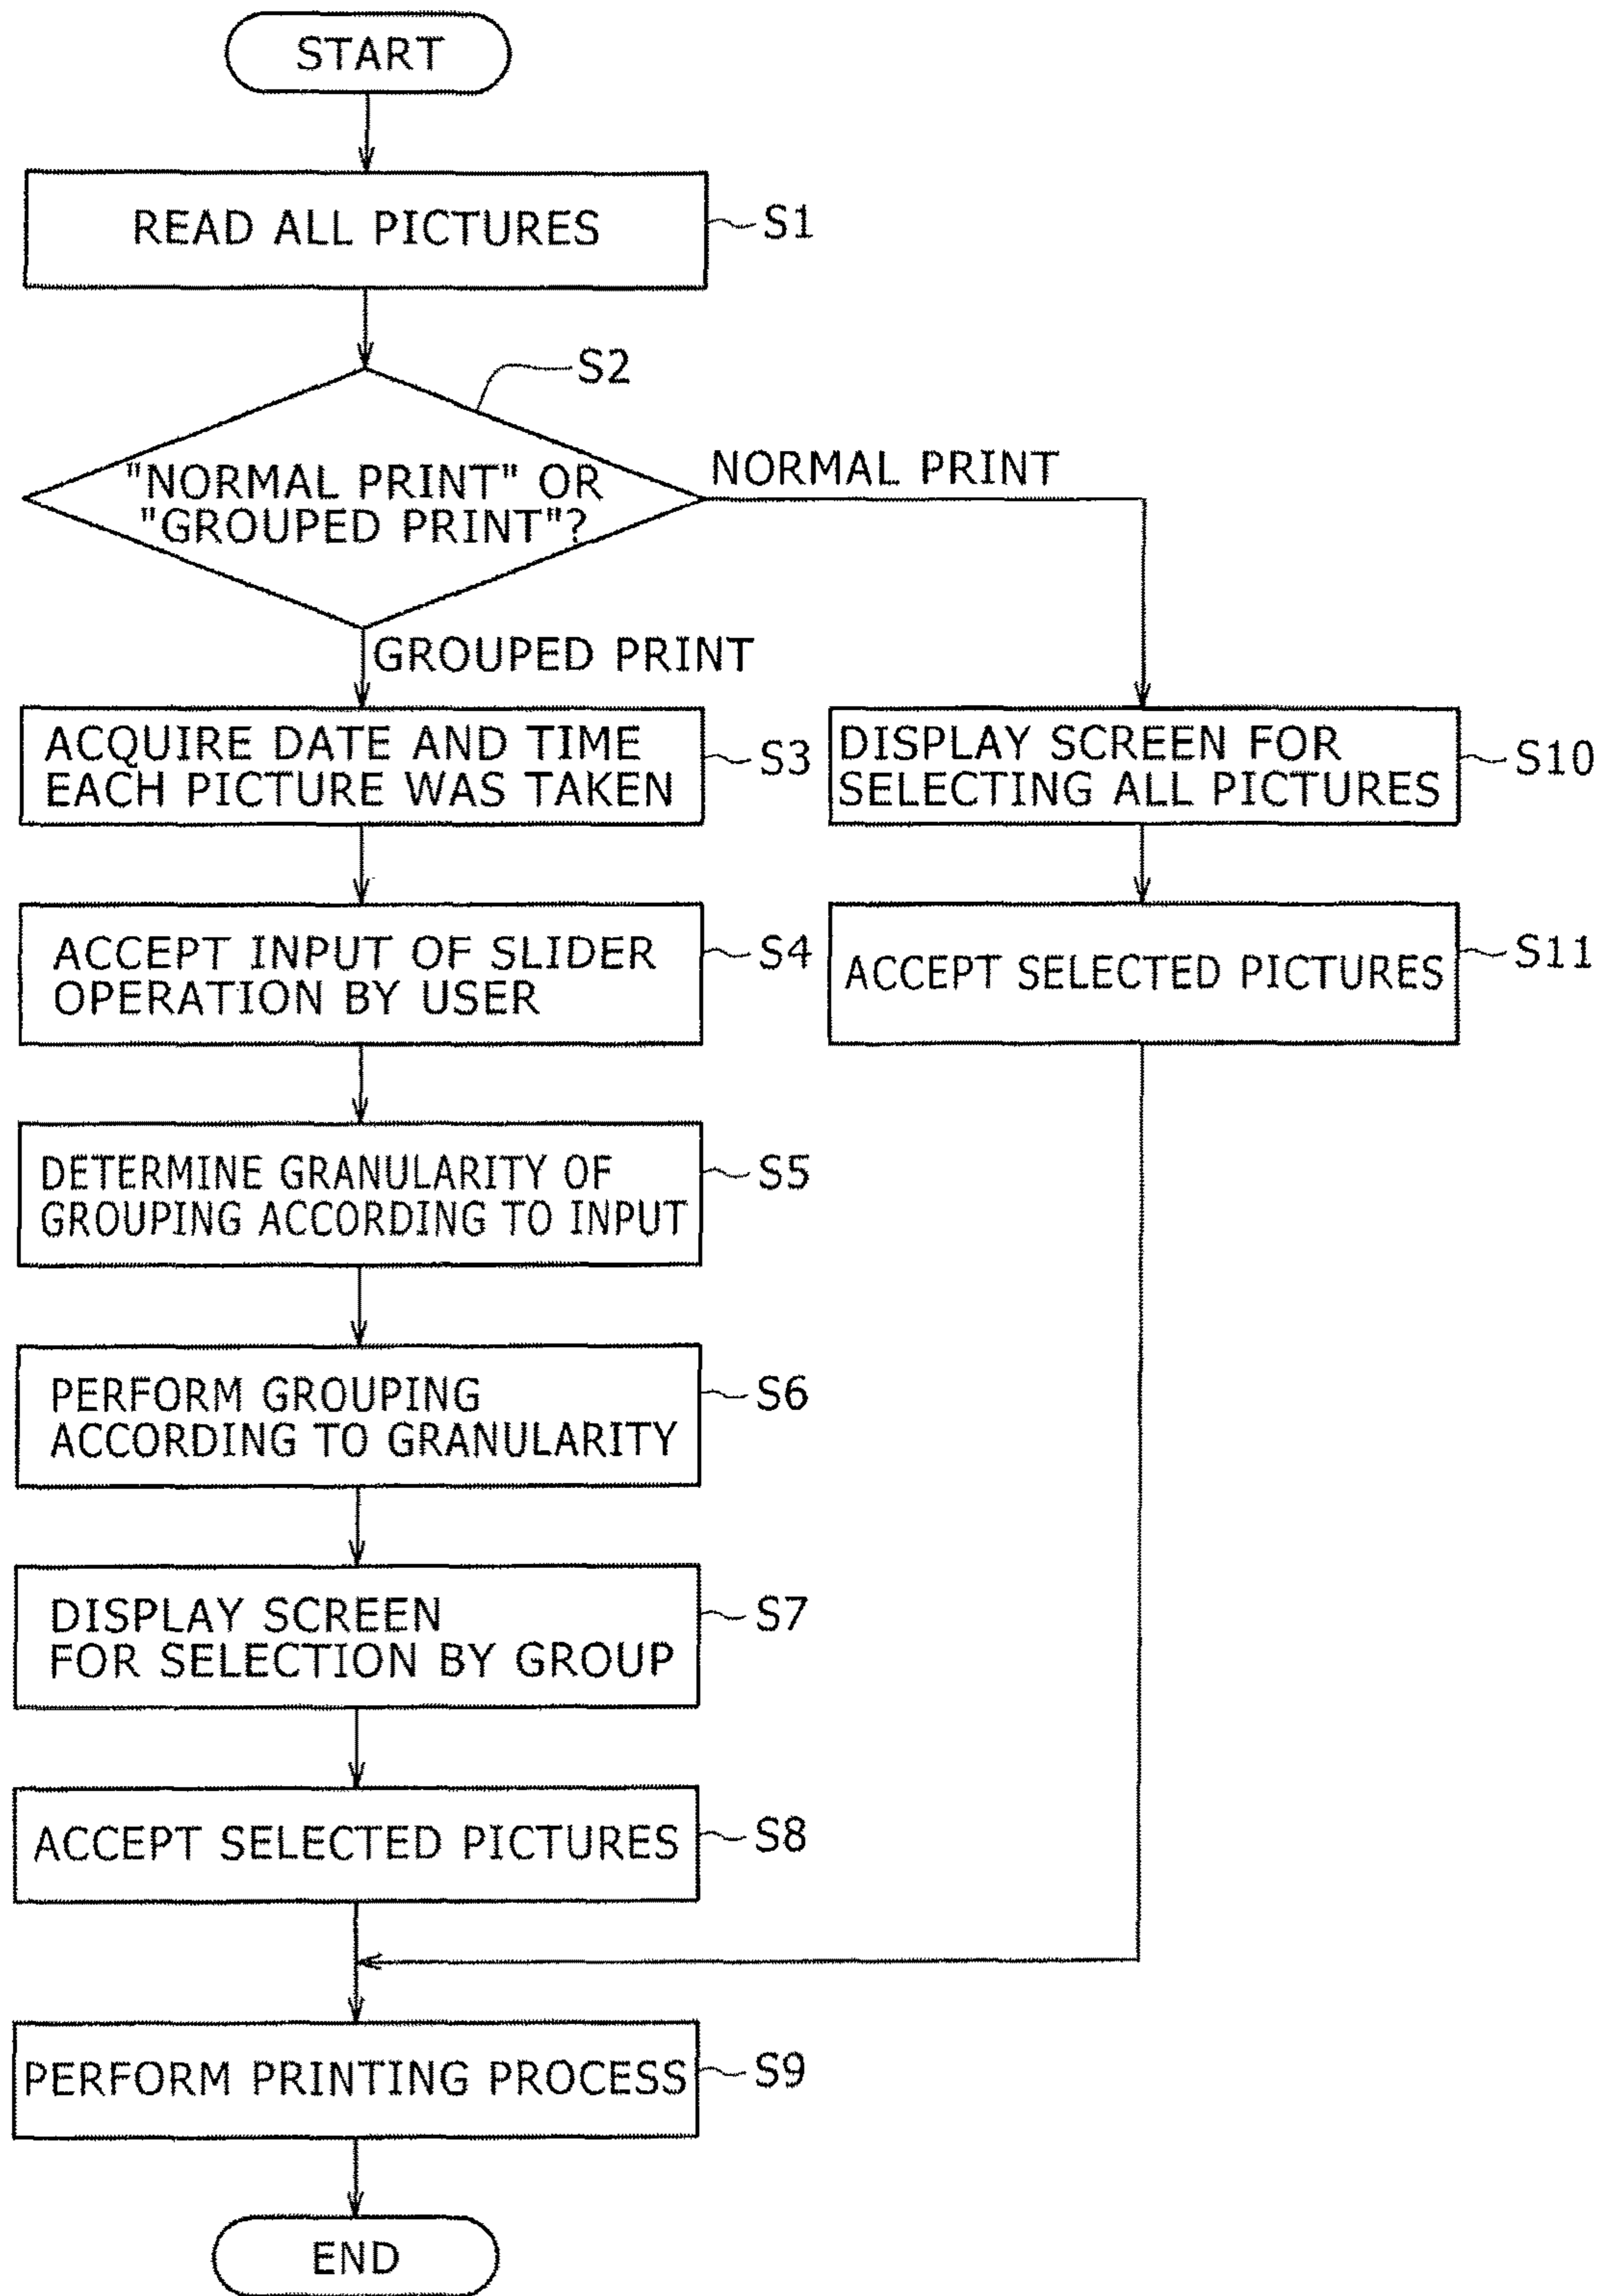 START
READ ALL PICTURES
S1
S2
"NORMAL PRINT" OR
"GROUPED PRINT"?
NORMAL PRINT
GROUPED PRINT
ACQUIRE DATE AND TIME
EACH PICTURE WAS TAKEN
S3
DISPLAY SCREEN FOR
SELECTING ALL PICTURES
S10
ACCEPT INPUT OF SLIDER
OPERATION BY USER
S4
ACCEPT SELECTED PICTURES
S11
DETERMINE GRANULARITY OF
GROUPING ACCORDING TO INPUT
S5
PERFORM GROUPING
ACCORDING TO GRANULARITY
S6
DISPLAY SCREEN
FOR SELECTION BY GROUP
S7
ACCEPT SELECTED PICTURES
S8
PERFORM PRINTING PROCESS
S9
END